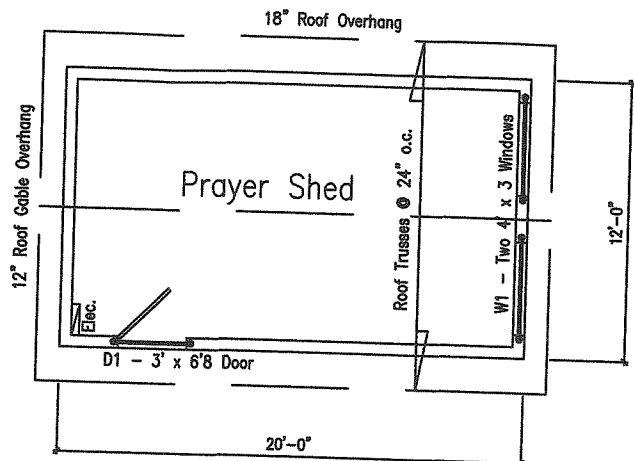 18" Roof Overhang
12" Roof Gable Overhang
Prayer Shed
Roof Trusses @ 24" o.c.
W1 - Two 4' x 3 Windows
12'-0"
Elec.
D1 - 3' x 6'8 Door
20'-0"